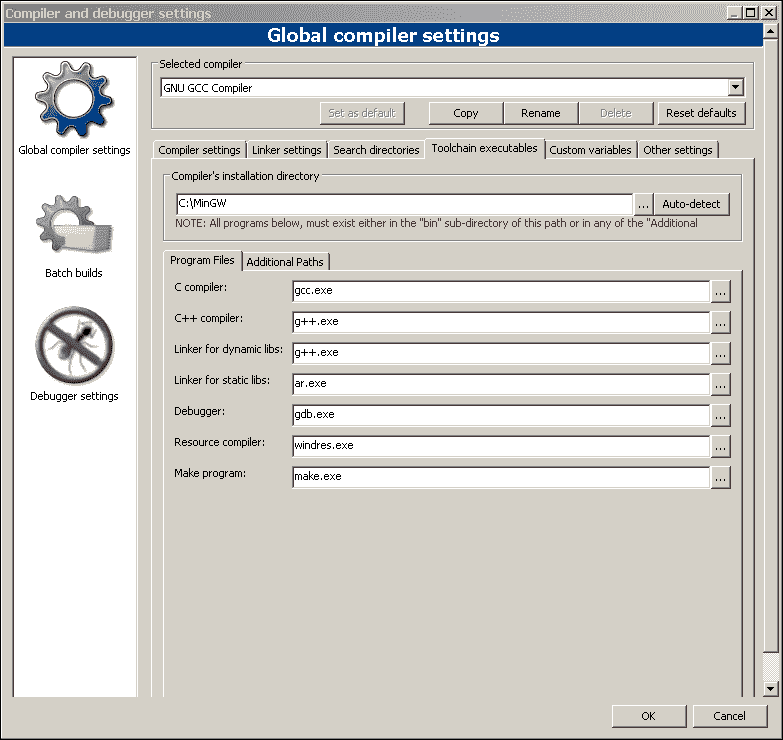 Compiler and debugger settings
Global compiler settings
Global compiler settings
Batch builds
Debugger settings
Selected compiler
GNU GCC Compiler
Set as default Copy Rename Delete Reset defaults
Compiler settings Linker settings Search directories Toolchain executables Custom variables Other settings
Compiler's installation directory
C:\MinGW ... Auto-detect
NOTE: All programs below, must exist either in the "bin" sub-directory of this path or in any of the "Additional
Program Files Additional Paths
C compiler: gcc.exe ...
C++ compiler: g++.exe ...
Linker for dynamic libs: g++.exe ...
Linker for static libs: ar.exe ...
Debugger: gdb.exe ...
Resource compiler: windres.exe ...
Make program: make.exe ...
OK Cancel